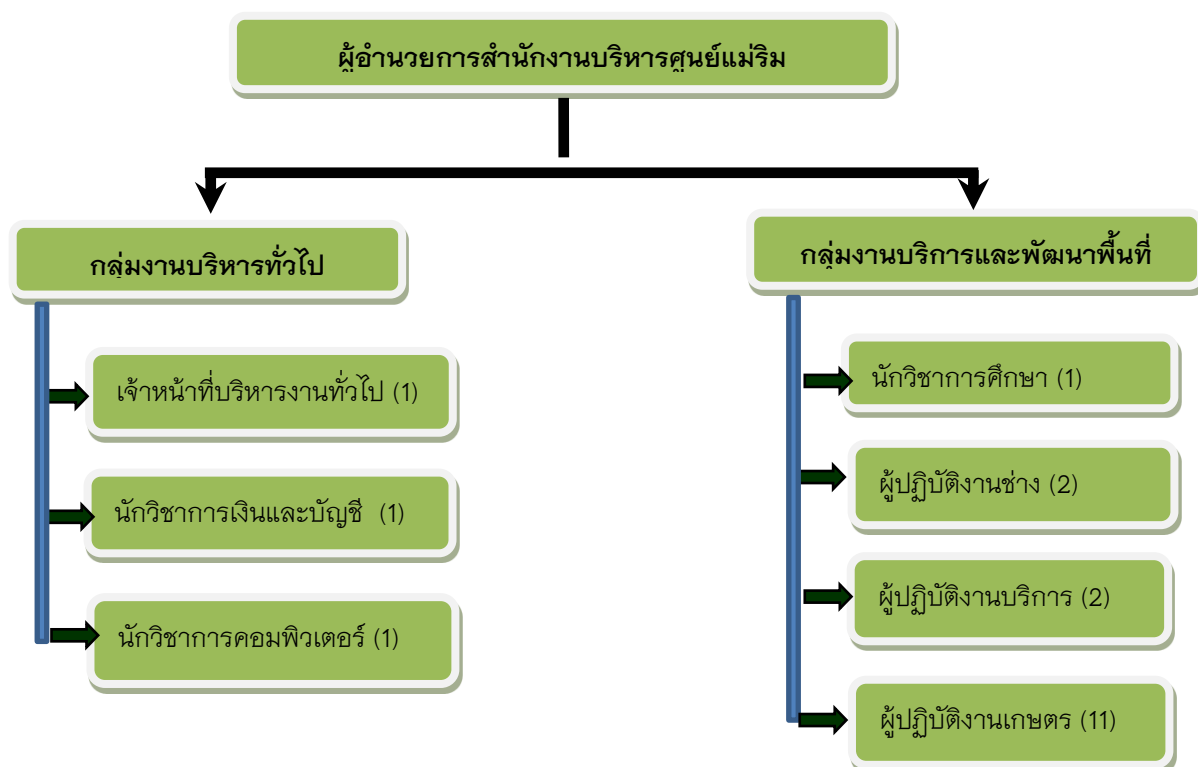 ผู้อำนวยการสำนักงานบริหารศูนย์แม่ริม
กลุ่มงานบริหารทั่วไป
เจ้าหน้าที่บริหารงานทั่วไป (1)
นักวิชาการเงินและบัญชี (1)
นักวิชาการคอมพิวเตอร์ (1)
กลุ่มงานบริการและพัฒนาพื้นที่
นักวิชาการศึกษา (1)
ผู้ปฏิบัติงานช่าง (2)
ผู้ปฏิบัติงานบริการ (2)
ผู้ปฏิบัติงานเกษตร (11)